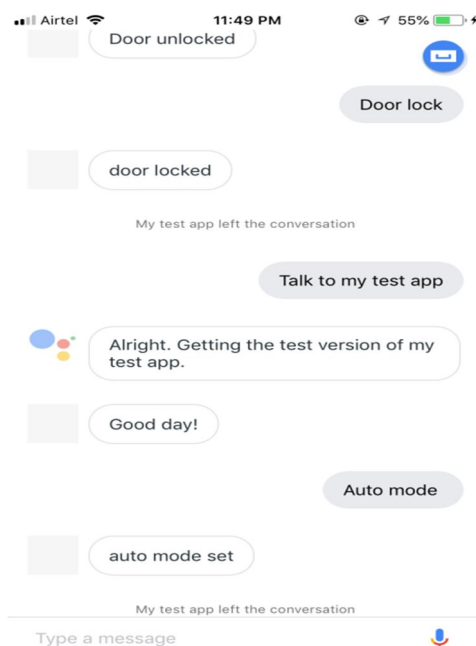 Airtel 11:49 PM 55%
Door unlocked
Door lock
door locked
My test app left the conversation
Talk to my test app
Alright. Getting the test version of my
test app.
Good day!
Auto mode
auto mode set
My test app left the conversation
Type a message